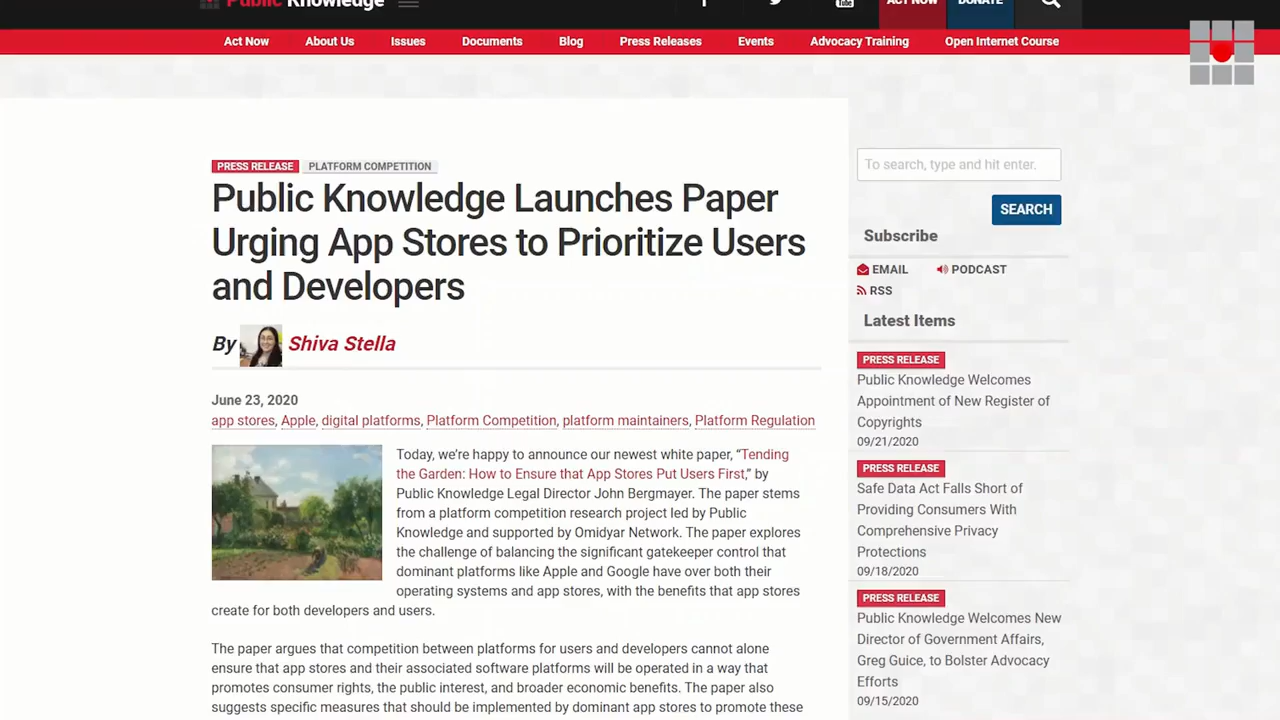 Public Knowledge
ACT NOW
DONATE
Act Now
About Us
Issues
Documents
Blog
Press Releases
Events
Advocacy Training
Open Internet Course
PRESS RELEASE
PLATFORM COMPETITION
Public Knowledge Launches Paper
Urging App Stores to Prioritize Users
and Developers
By Shiva Stella
June 23, 2020
app stores, Apple, digital platforms, Platform Competition, platform maintainers, Platform Regulation
Today, we’re happy to announce our newest white paper, “Tending
the Garden: How to Ensure that App Stores Put Users First,” by
Public Knowledge Legal Director John Bergmayer. The paper stems
from a platform competition research project led by Public
Knowledge and supported by Omidyar Network. The paper explores
the challenge of balancing the significant gatekeeper control that
dominant platforms like Apple and Google have over both their
operating systems and app stores, with the benefits that app stores
create for both developers and users.
The paper argues that competition between platforms for users and developers cannot alone
ensure that app stores and their associated software platforms will be operated in a way that
promotes consumer rights, the public interest, and broader economic benefits. The paper also
suggests specific measures that should be implemented by dominant app stores to promote these
To search, type and hit enter.
SEARCH
Subscribe
EMAIL
PODCAST
RSS
Latest Items
PRESS RELEASE
Public Knowledge Welcomes
Appointment of New Register of
Copyrights
09/21/2020
PRESS RELEASE
Safe Data Act Falls Short of
Providing Consumers With
Comprehensive Privacy
Protections
09/18/2020
PRESS RELEASE
Public Knowledge Welcomes New
Director of Government Affairs,
Greg Guice, to Bolster Advocacy
Efforts
09/15/2020